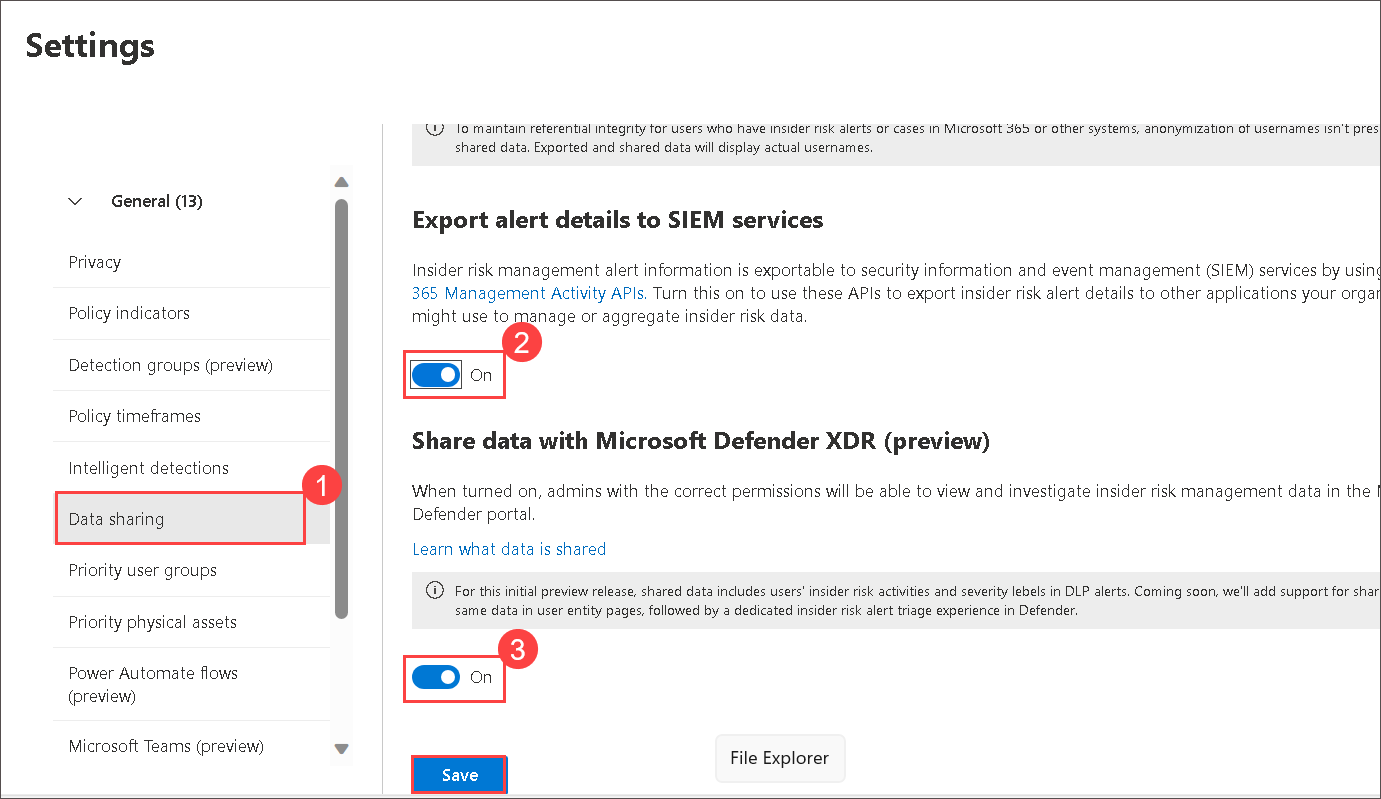 Settings
General (13)
Privacy
Policy indicators
Detection groups (preview)
Policy timeframes
Intelligent detections
1
Data sharing
Priority user groups
Priority physical assets
Power Automate flows
(preview)
Microsoft Teams (preview)
To maintain referential integrity for users who have insider risk alerts or cases in Microsoft 365 or other systems, anonymization of usernames isn't pres
shared data. Exported and shared data will display actual usernames.
Export alert details to SIEM services
Insider risk management alert information is exportable to security information and event management (SIEM) services by using
365 Management Activity APIs. Turn this on to use these APIs to export insider risk alert details to other applications your orga
might use to manage or aggregate insider risk data.
2
On
Share data with Microsoft Defender XDR (preview)
When turned on, admins with the correct permissions will be able to view and investigate insider risk management data in the
Defender portal.
Learn what data is shared
For this initial preview release, shared data includes users' insider risk activities and severity lebels in DLP alerts. Coming soon, we'll add support for shar
same data in user entity pages, followed by a dedicated insider risk alert triage experience in Defender.
3
On
Save
File Explorer